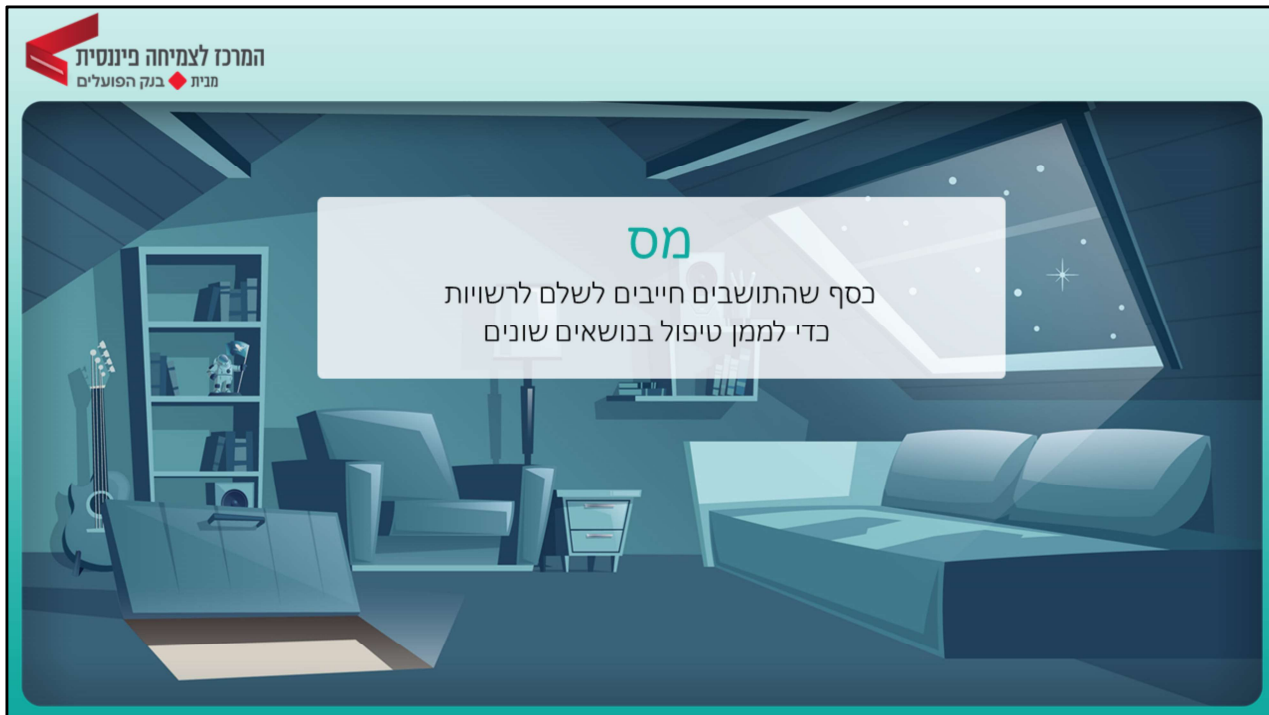 המרכז לצמיחה פיננסית
מבית בנק הפועלים
מס
כסף שהתושבים חייבים לשלם לרשויות
כדי לממן טיפול בנושאים שונים